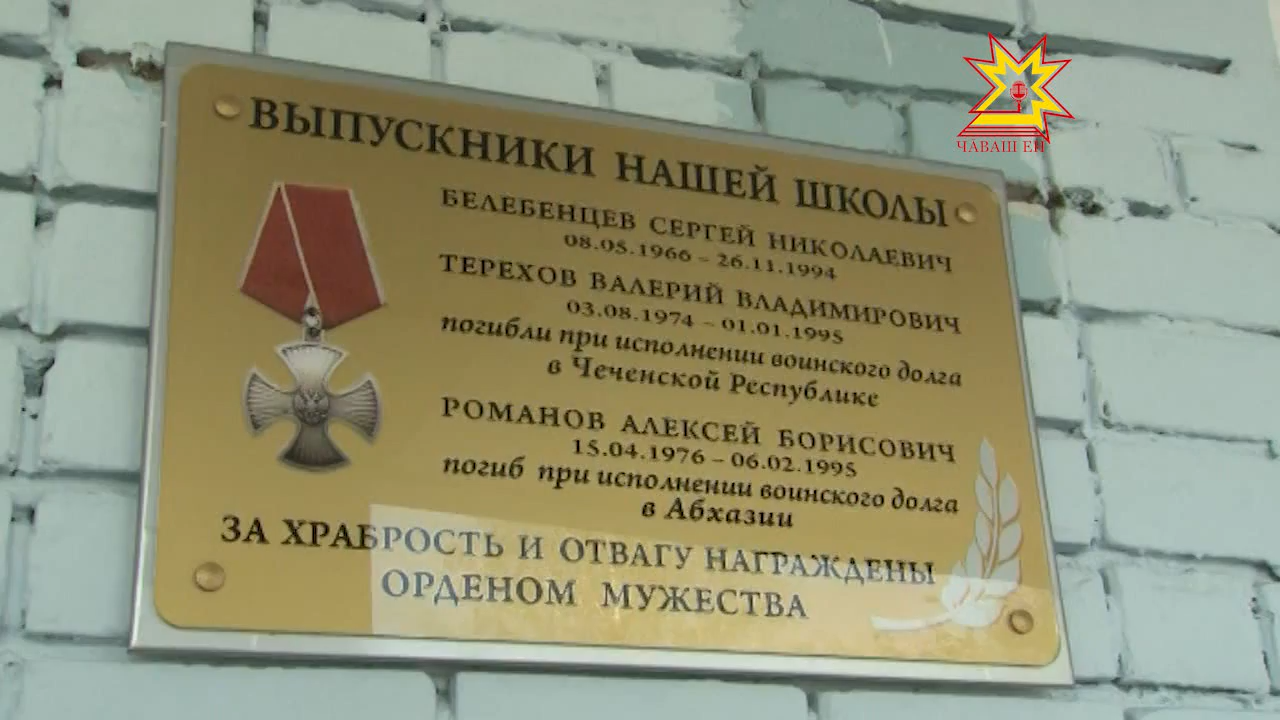 ЧӐВАШ ЕН
ВЫПУСКНИКИ НАШЕЙ ШКОЛЫ
БЕЛЕБЕНЦЕВ СЕРГЕЙ НИКОЛАЕВИЧ
08.05.1966 – 26.11.1994
ТЕРЕХОВ ВАЛЕРИЙ ВЛАДИМИРОВИЧ
03.08.1974 – 01.01.1995
погибли при исполнении воинского долга
в Чеченской Республике
РОМАНОВ АЛЕКСЕЙ БОРИСОВИЧ
15.04.1976 – 06.02.1995
погиб при исполнении воинского долга
в Абхазии
ЗА ХРАБРОСТЬ И ОТВАГУ НАГРАЖДЕНЫ
ОРДЕНОМ МУЖЕСТВА